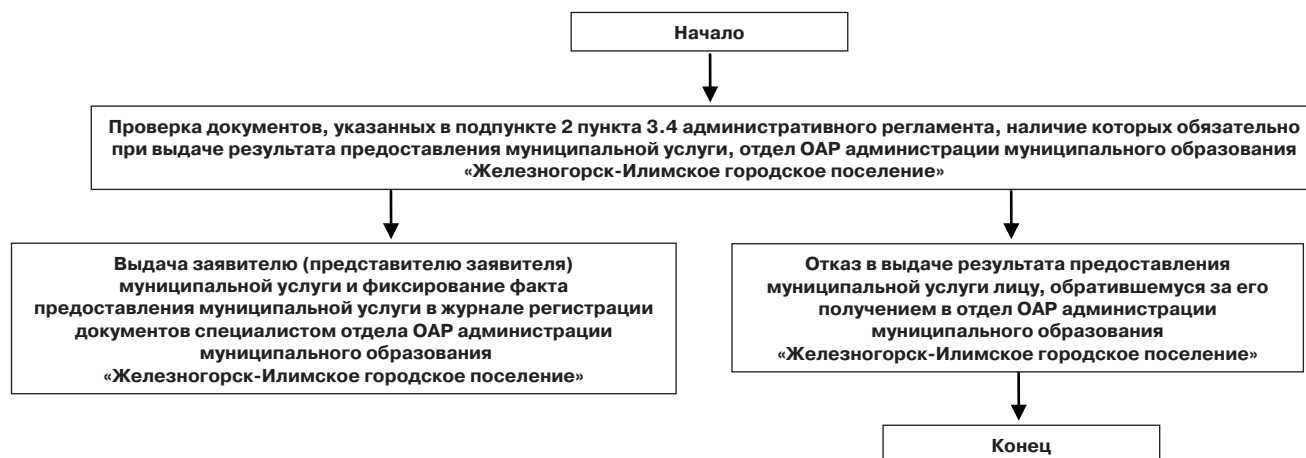 Начало
Проверка документов, указанных в подпункте 2 пункта 3.4 административного регламента, наличие которых обязательно
при выдаче результата предоставления муниципальной услуги, отдел ОАР администрации муниципального образования
«Железногорск-Илимское городское поселение»
Выдача заявителю (представителю заявителя)
муниципальной услуги и фиксирование факта
предоставления муниципальной услуги в журнале регистрации
документов специалистом отдела ОАР администрации
муниципального образования
«Железногорск-Илимское городское поселение»
Отказ в выдаче результата предоставления
муниципальной услуги лицу, обратившемуся за его
получением в отдел ОАР администрации
муниципального образования
«Железногорск-Илимское городское поселение»
Конец